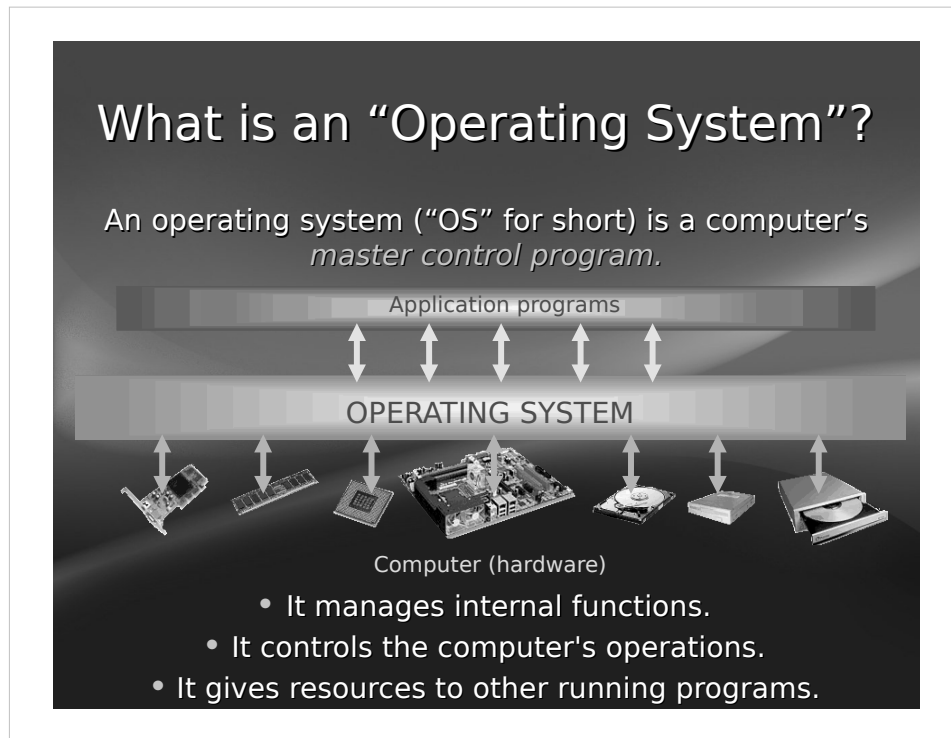 What is an “Operating System”?
An operating system (“OS” for short) is a computer’s
master control program.
Application programs
OPERATING SYSTEM
Computer (hardware)
• It manages internal functions.
• It controls the computer's operations.
• It gives resources to other running programs.